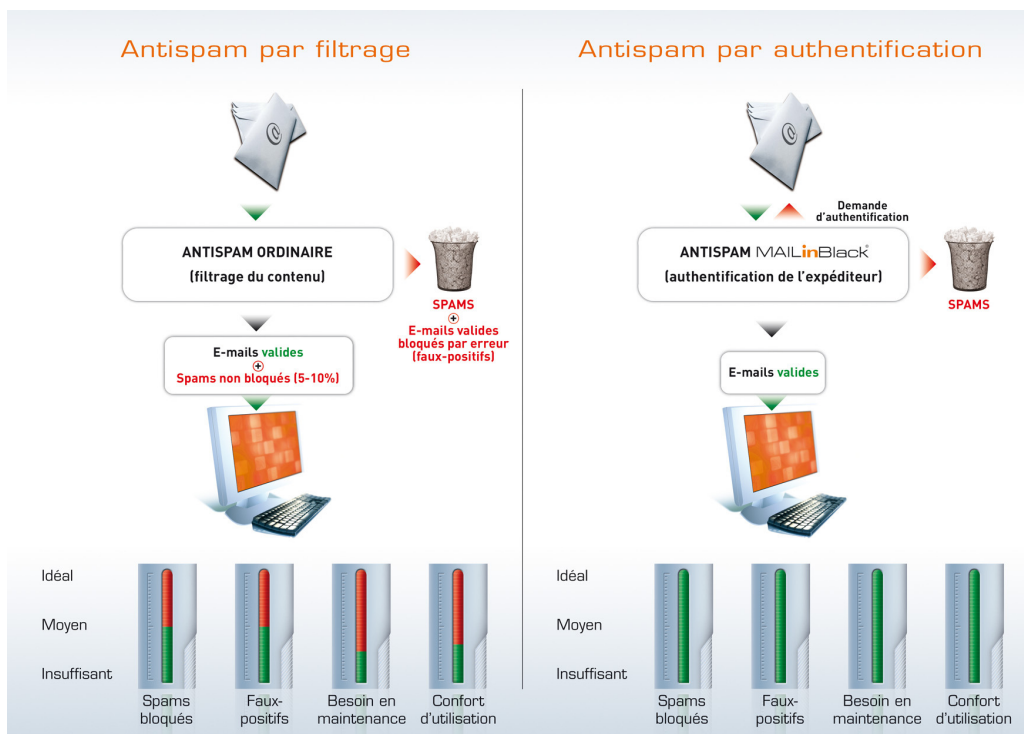 Antispam par filtrage
@
ANTISPAM ORDINAIRE
(filtrage du contenu)
SPAMS
+
E-mails valides
bloqués par erreur
(faux-positifs)
E-mails valides
+
Spams non bloqués (5-10%)
Idéal
Moyen
Insuffisant
Spams
bloqués
Faux-
positifs
Besoin en
maintenance
Confort
d'utilisation
Antispam par authentification
@
Demande
d'authentification
ANTISPAM MAILinBlack®
(authentification de l'expéditeur)
SPAMS
E-mails valides
Idéal
Moyen
Insuffisant
Spams
bloqués
Faux-
positifs
Besoin en
maintenance
Confort
d'utilisation